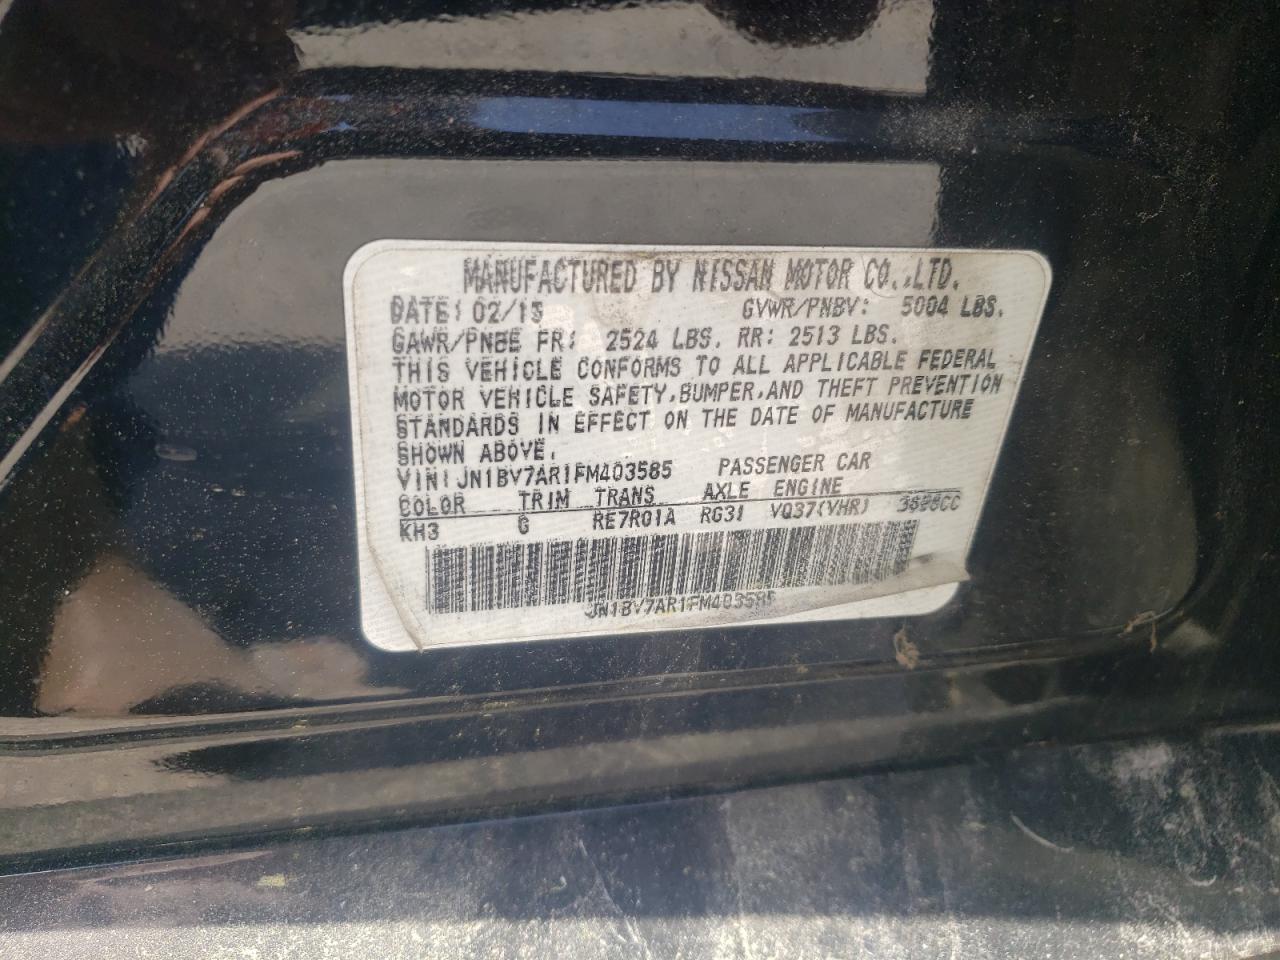 MANUFACTURED BY NISSAN MOTOR CO.,LTD.
DATE: 02/15 GVWR/PNBV: 5004 LBS.
GAWR/PNBE FR: 2524 LBS. RR: 2513 LBS.
THIS VEHICLE CONFORMS TO ALL APPLICABLE FEDERAL
MOTOR VEHICLE SAFETY,BUMPER,AND THEFT PREVENTION
STANDARDS IN EFFECT ON THE DATE OF MANUFACTURE
SHOWN ABOVE.
VIN: JN1BV7AR1FM403585 PASSENGER CAR
COLOR TRIM TRANS AXLE ENGINE
KH3 G RE7R01A RG31 VQ37(VHR) 3696CC
JN1BV7AR1FM403585